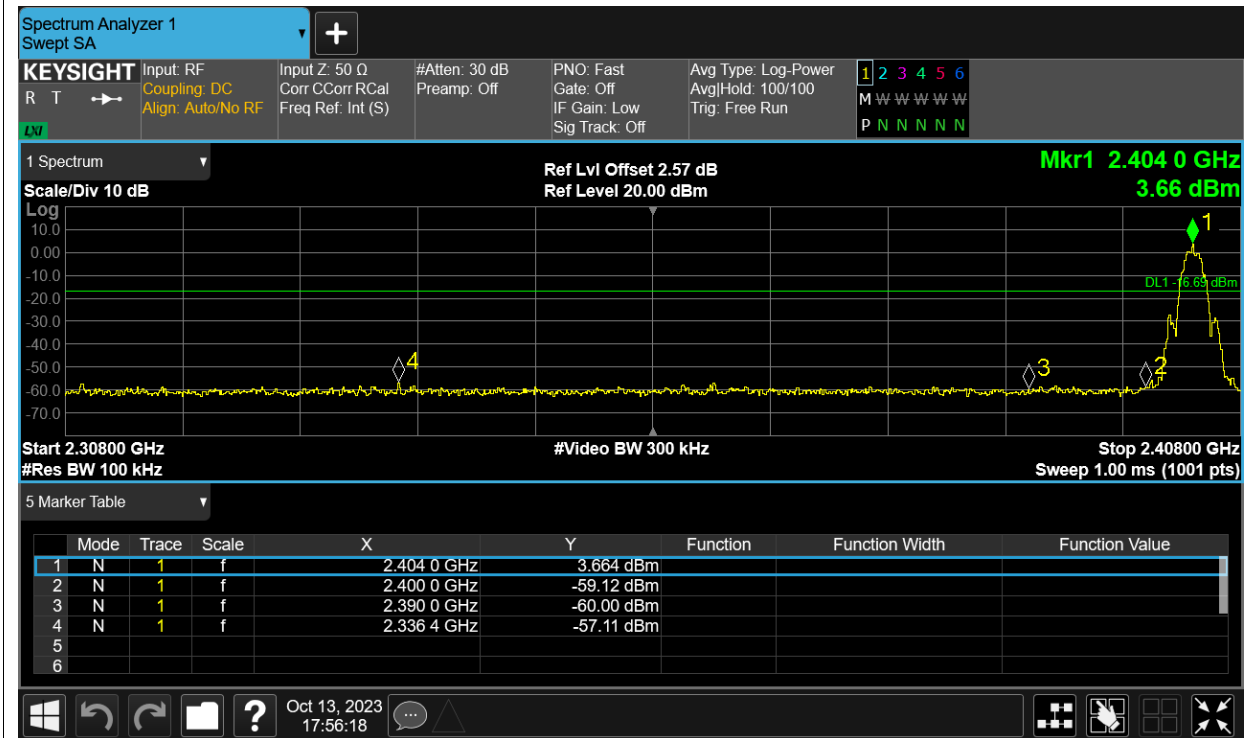 Spectrum Analyzer 1
Swept SA
+
KEYSIGHT
R T
LXI
Input: RF
Coupling: DC
Align: Auto/No RF
Input Z: 50 Ω
Corr CCorr RCal
Freq Ref: Int (S)
#Atten: 30 dB
Preamp: Off
PNO: Fast
Gate: Off
IF Gain: Low
Sig Track: Off
Avg Type: Log-Power
Avg|Hold: 100/100
Trig: Free Run
1 2 3 4 5 6
M W W W W W W
P N N N N N N
1 Spectrum
Scale/Div 10 dB
Ref Lvl Offset 2.57 dB
Ref Level 20.00 dBm
Mkr1 2.404 0 GHz
3.66 dBm
Log
10.0
0.00
-10.0
-20.0
-30.0
-40.0
-50.0
-60.0
-70.0
1
DL1 -16.69 dBm
4
3
2
Start 2.30800 GHz
#Res BW 100 kHz
#Video BW 300 kHz
Stop 2.40800 GHz
Sweep 1.00 ms (1001 pts)
5 Marker Table
Mode Trace Scale X Y Function Function Width Function Value
1 N 1 f 2.404 0 GHz 3.664 dBm
2 N 1 f 2.400 0 GHz -59.12 dBm
3 N 1 f 2.390 0 GHz -60.00 dBm
4 N 1 f 2.336 4 GHz -57.11 dBm
5
6
?
Oct 13, 2023
17:56:18